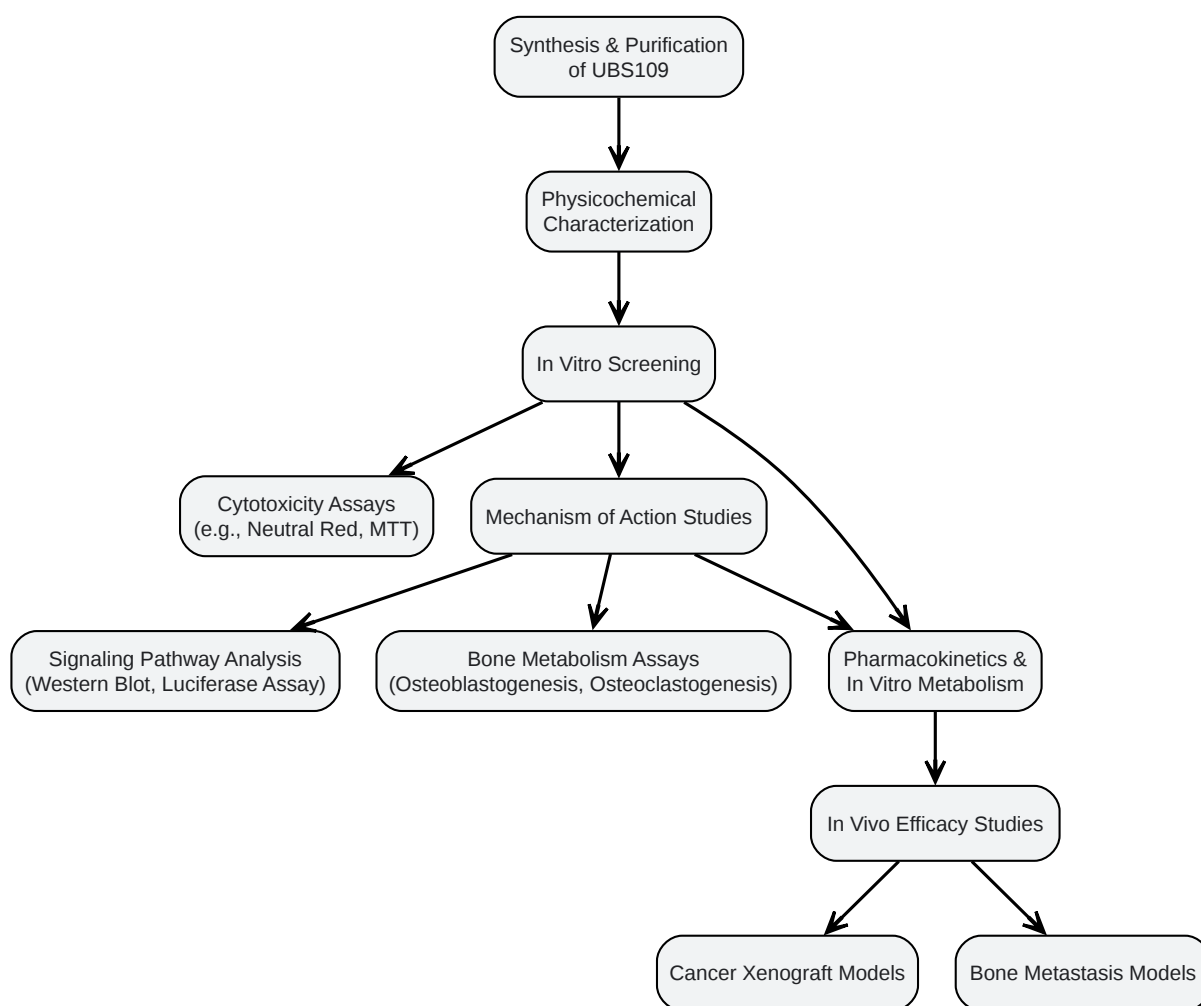 Synthesis & Purification
of UBS109
Physicochemical
Characterization
In Vitro Screening
Cytotoxicity Assays
(e.g., Neutral Red, MTT)
Mechanism of Action Studies
Signaling Pathway Analysis
(Western Blot, Luciferase Assay)
Bone Metabolism Assays
(Osteoblastogenesis, Osteoclastogenesis)
Pharmacokinetics &
In Vitro Metabolism
In Vivo Efficacy Studies
Cancer Xenograft Models
Bone Metastasis Models